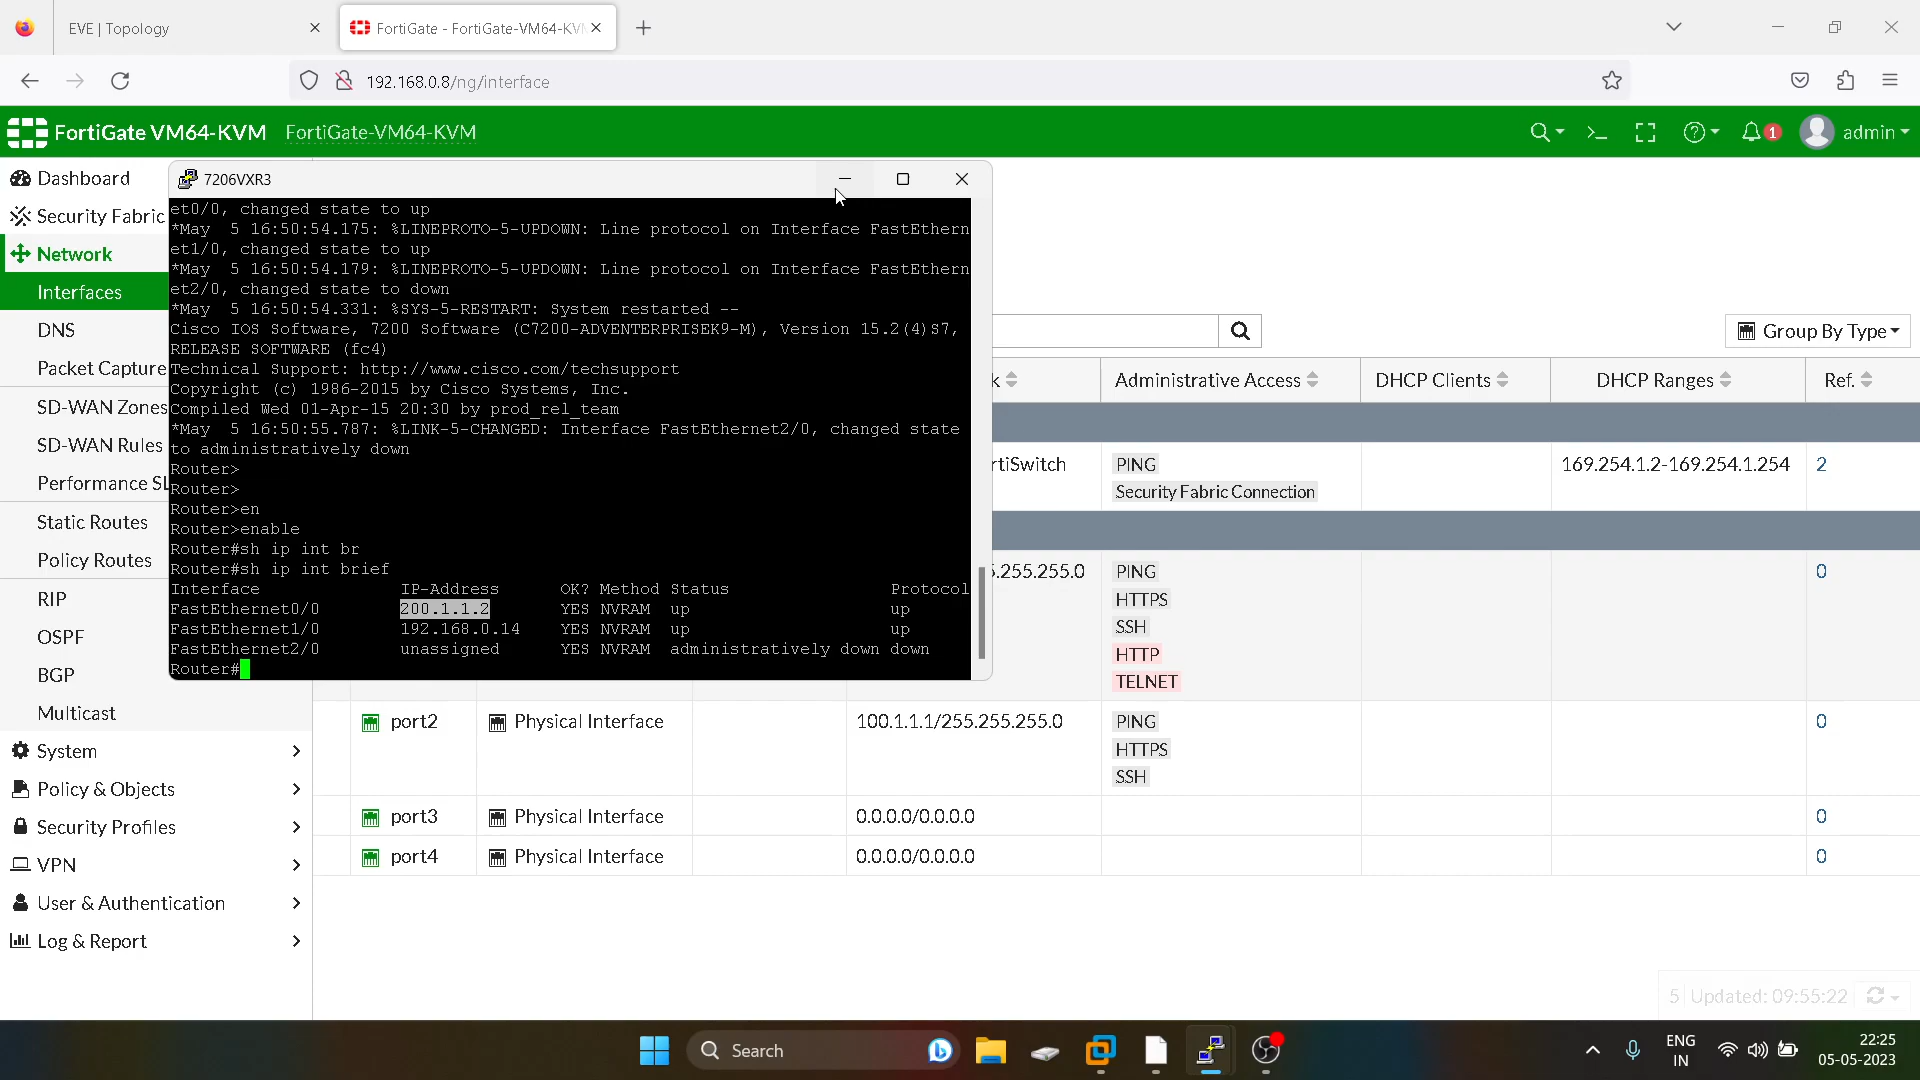 EVE | Topology
FortiGate - FortiGate-VM64-KVM
192.168.0.8/ng/interface
FortiGate VM64-KVM
FortiGate-VM64-KVM
1
admin
Dashboard
Security Fabric
Network
Interfaces
DNS
Packet Capture
SD-WAN Zones
SD-WAN Rules
Performance SL
Static Routes
Policy Routes
RIP
OSPF
BGP
Multicast
System
Policy & Objects
Security Profiles
VPN
User & Authentication
Log & Report
7206VXR3
et0/0, changed state to up
*May  5 16:50:54.175: %LINEPROTO-5-UPDOWN: Line protocol on Interface FastEthern
et1/0, changed state to up
*May  5 16:50:54.179: %LINEPROTO-5-UPDOWN: Line protocol on Interface FastEthern
et2/0, changed state to down
*May  5 16:50:54.331: %SYS-5-RESTART: System restarted --
Cisco IOS Software, 7200 Software (C7200-ADVENTERPRISEK9-M), Version 15.2(4)S7,
RELEASE SOFTWARE (fc4)
Technical Support: http://www.cisco.com/techsupport
Copyright (c) 1986-2015 by Cisco Systems, Inc.
Compiled Wed 01-Apr-15 20:30 by prod_rel_team
*May  5 16:50:55.787: %LINK-5-CHANGED: Interface FastEthernet2/0, changed state
to administratively down
Router>
Router>
Router>en
Router>enable
Router#sh ip int br
Router#sh ip int brief
Interface IP-Address OK? Method Status Protocol
FastEthernet0/0 200.1.1.2 YES NVRAM up up
FastEthernet1/0 192.168.0.14 YES NVRAM up up
FastEthernet2/0 unassigned YES NVRAM administratively down down
Router#
Group By Type
k Administrative Access DHCP Clients DHCP Ranges Ref.
rtiSwitch PING 169.254.1.2-169.254.1.254 2
Security Fabric Connection
.255.255.0 PING 0
HTTPS
SSH
HTTP
TELNET
port2 Physical Interface 100.1.1.1/255.255.255.0 PING 0
HTTPS
SSH
port3 Physical Interface 0.0.0.0/0.0.0.0 0
port4 Physical Interface 0.0.0.0/0.0.0.0 0
5 Updated: 09:55:22
Search
ENG
IN
22:25
05-05-2023